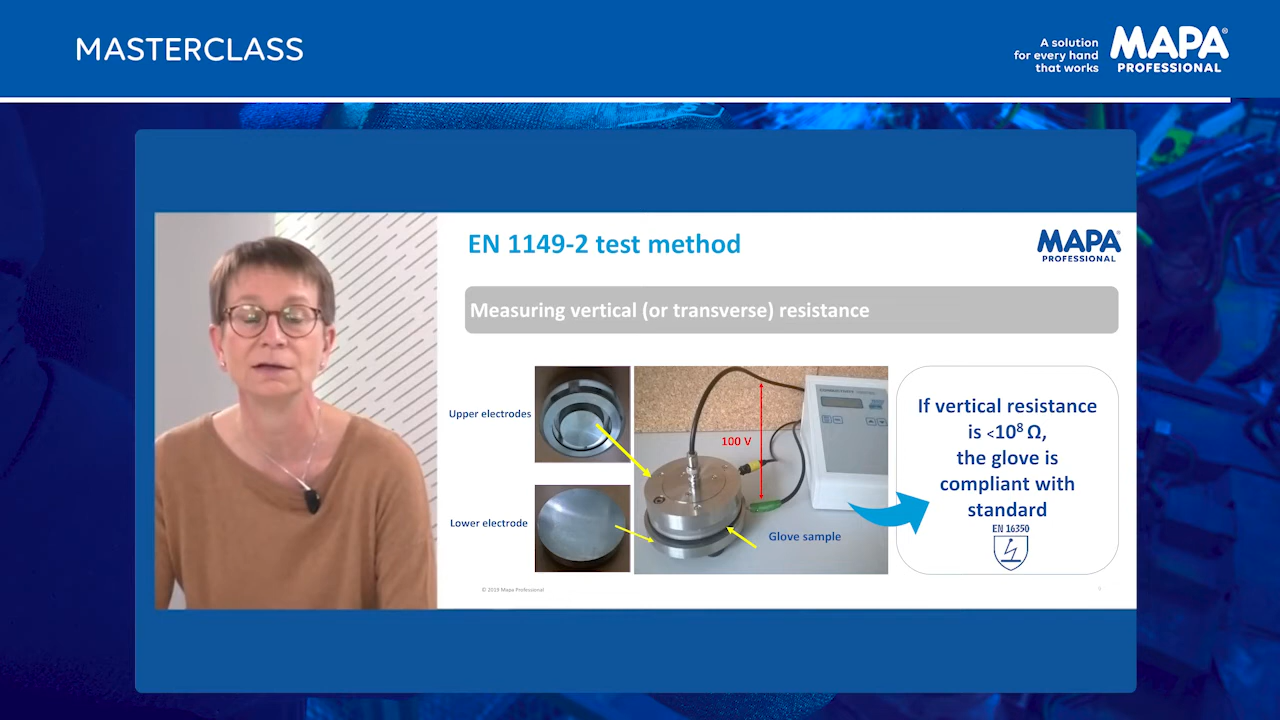 MASTERCLASS
A solution
for every hand
that works
MAPA®
PROFESSIONAL
EN 1149-2 test method
MAPA®
PROFESSIONAL
Measuring vertical (or transverse) resistance
Upper electrodes
Lower electrode
100 V
Glove sample
If vertical resistance
is <10⁸ Ω,
the glove is
compliant with
standard
EN 16350
© 2019 Mapa Professional